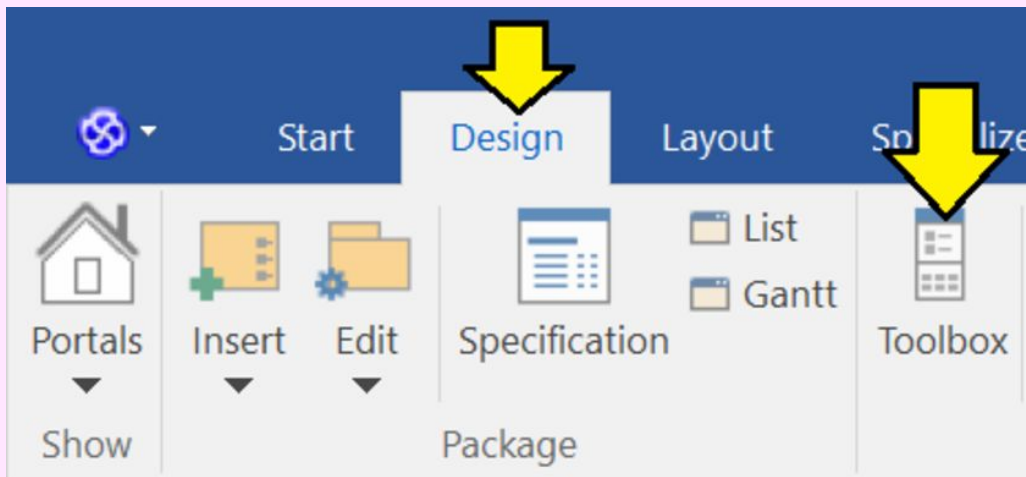 Start Design Layout
List
Gantt
Portals Insert Edit Specification Toolbox
Show Package